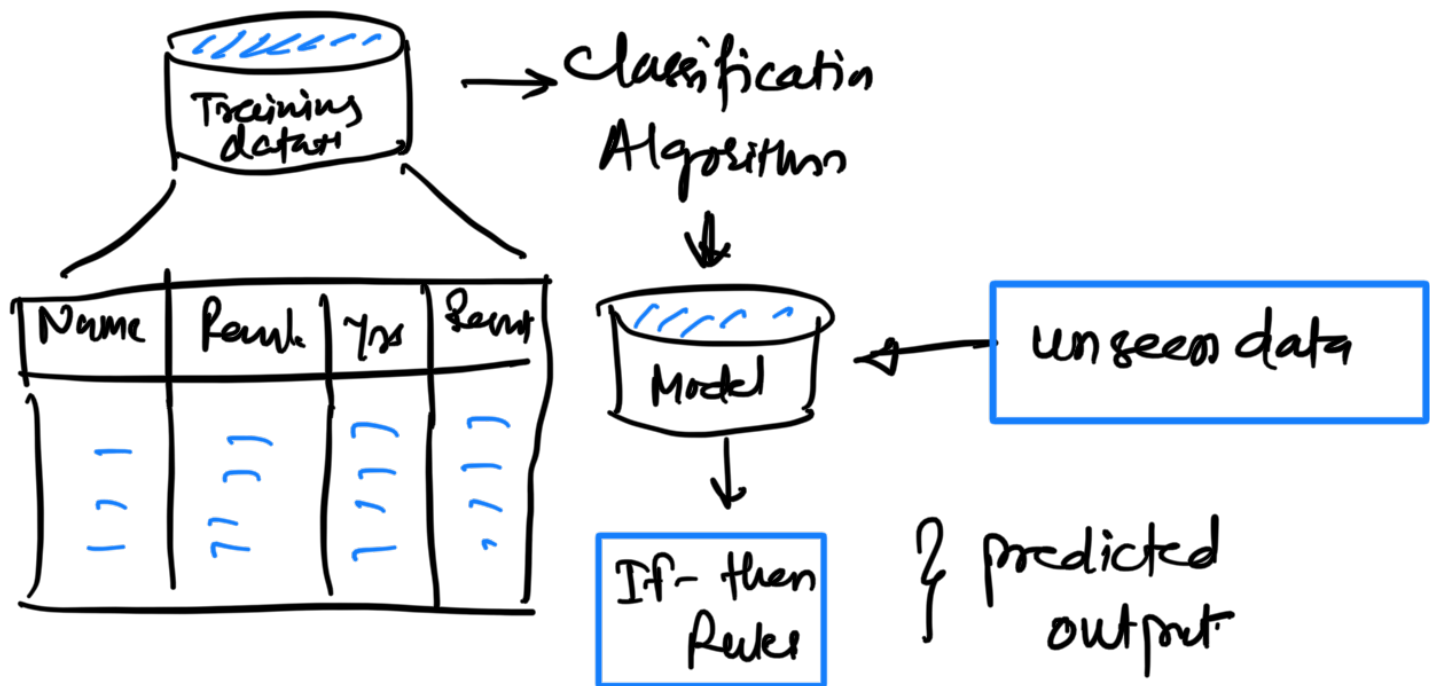 Training
data
Classification
Algorithm
Name Rank Yrs
Model
unseen data
If-then
Rules
predicted
output